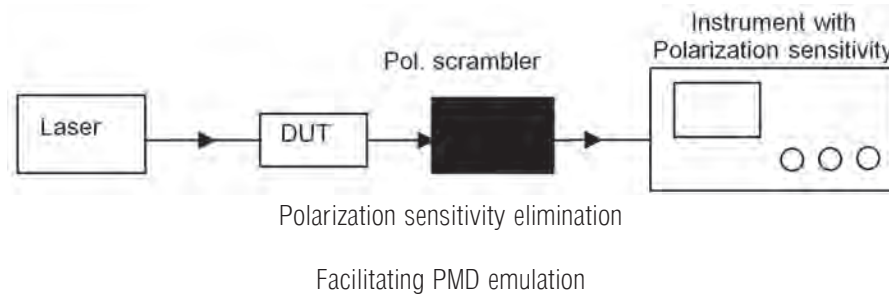 Instrument with
Polarization sensitivity
Pol. scrambler
Laser
DUT
Polarization sensitivity elimination
Facilitating PMD emulation